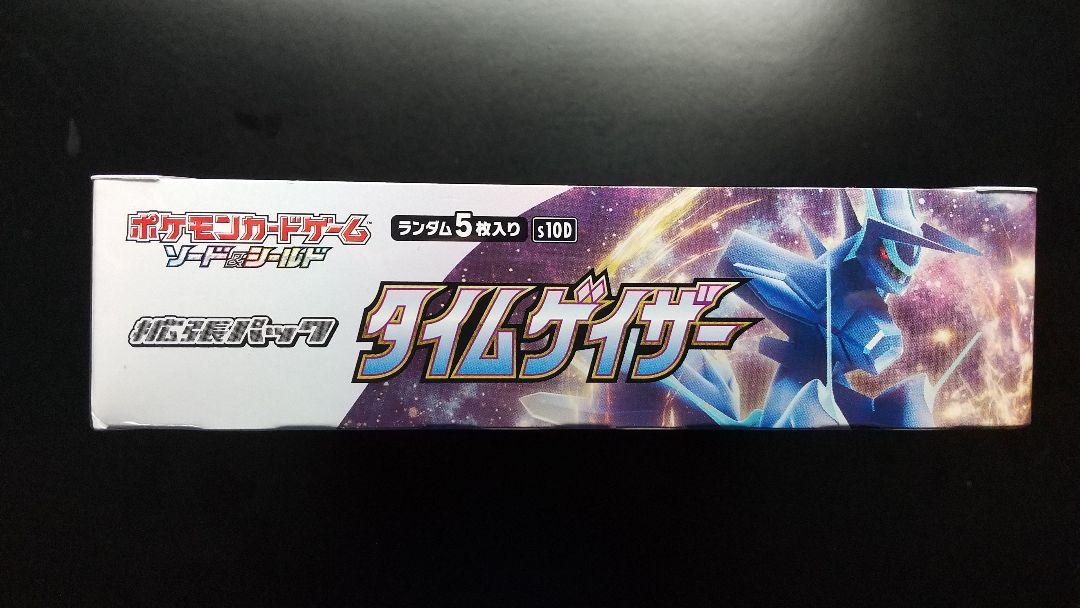 ポケモンカードゲーム
ソード&シールド
ランダム5枚入り
s10D
拡張パック
タイムゲイザー